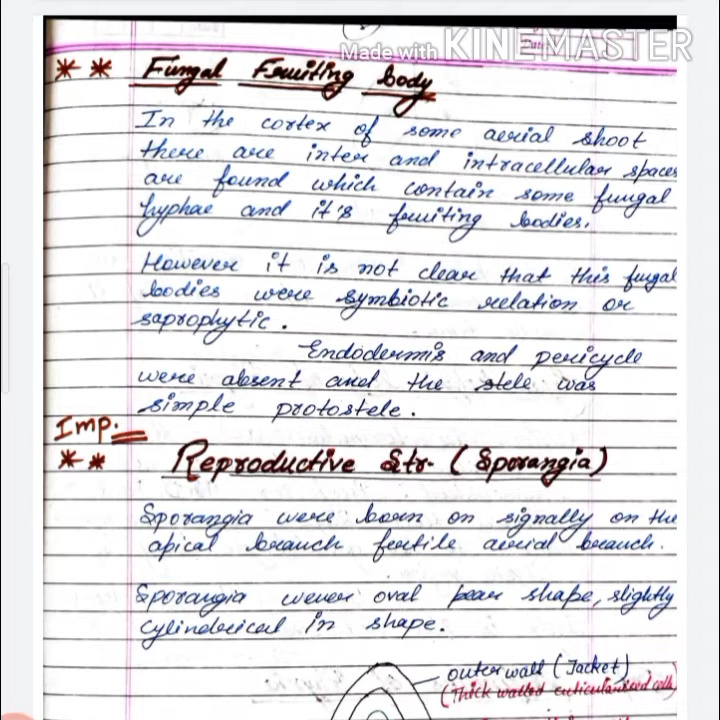 Made with KINEMASTER
** Fungal Fruiting body
In the cortex of some aerial shoot
there are inter and intracellular spaces
are found which contain some fungal
hyphae and it's fruiting bodies.
However it is not clear that this fungal
bodies were symbiotic relation or
saprophytic.
Endodermis and pericycle
were absent and the stele was
simple protostele.
Imp.
** Reproductive Str. (Sporangia)
Sporangia were born on signally on the
apical branch fertile aerial branch.
Sporangia were oval pear shape, slightly
cylinderical in shape.
outer wall (Jacket)
(Thick walled cuticularized cells)